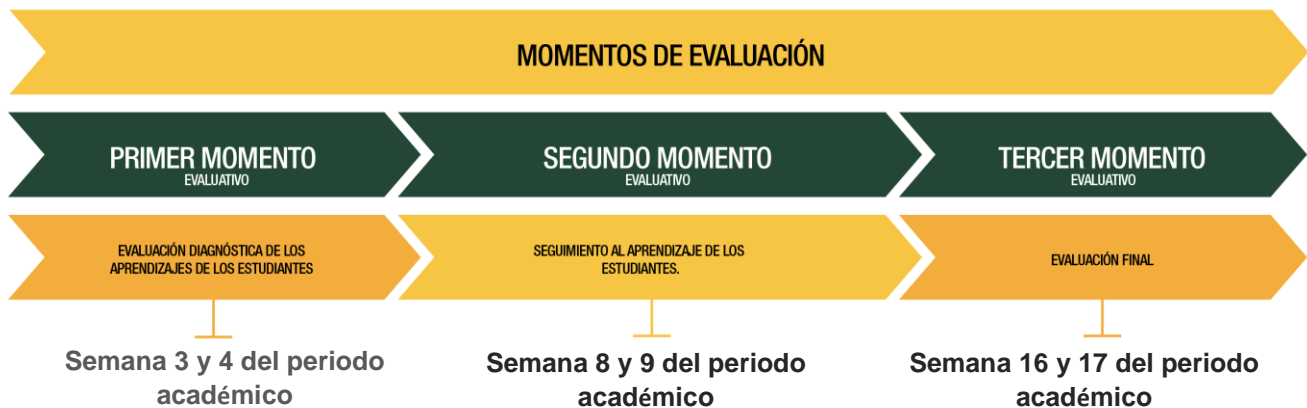 MOMENTOS DE EVALUACIÓN
PRIMER MOMENTO
EVALUATIVO
SEGUNDO MOMENTO
EVALUATIVO
TERCER MOMENTO
EVALUATIVO
EVALUACIÓN DIAGNÓSTICA DE LOS
APRENDIZAJES DE LOS ESTUDIANTES
SEGUIMIENTO AL APRENDIZAJE DE LOS
ESTUDIANTES.
EVALUACIÓN FINAL
Semana 3 y 4 del periodo
académico
Semana 8 y 9 del periodo
académico
Semana 16 y 17 del periodo
académico